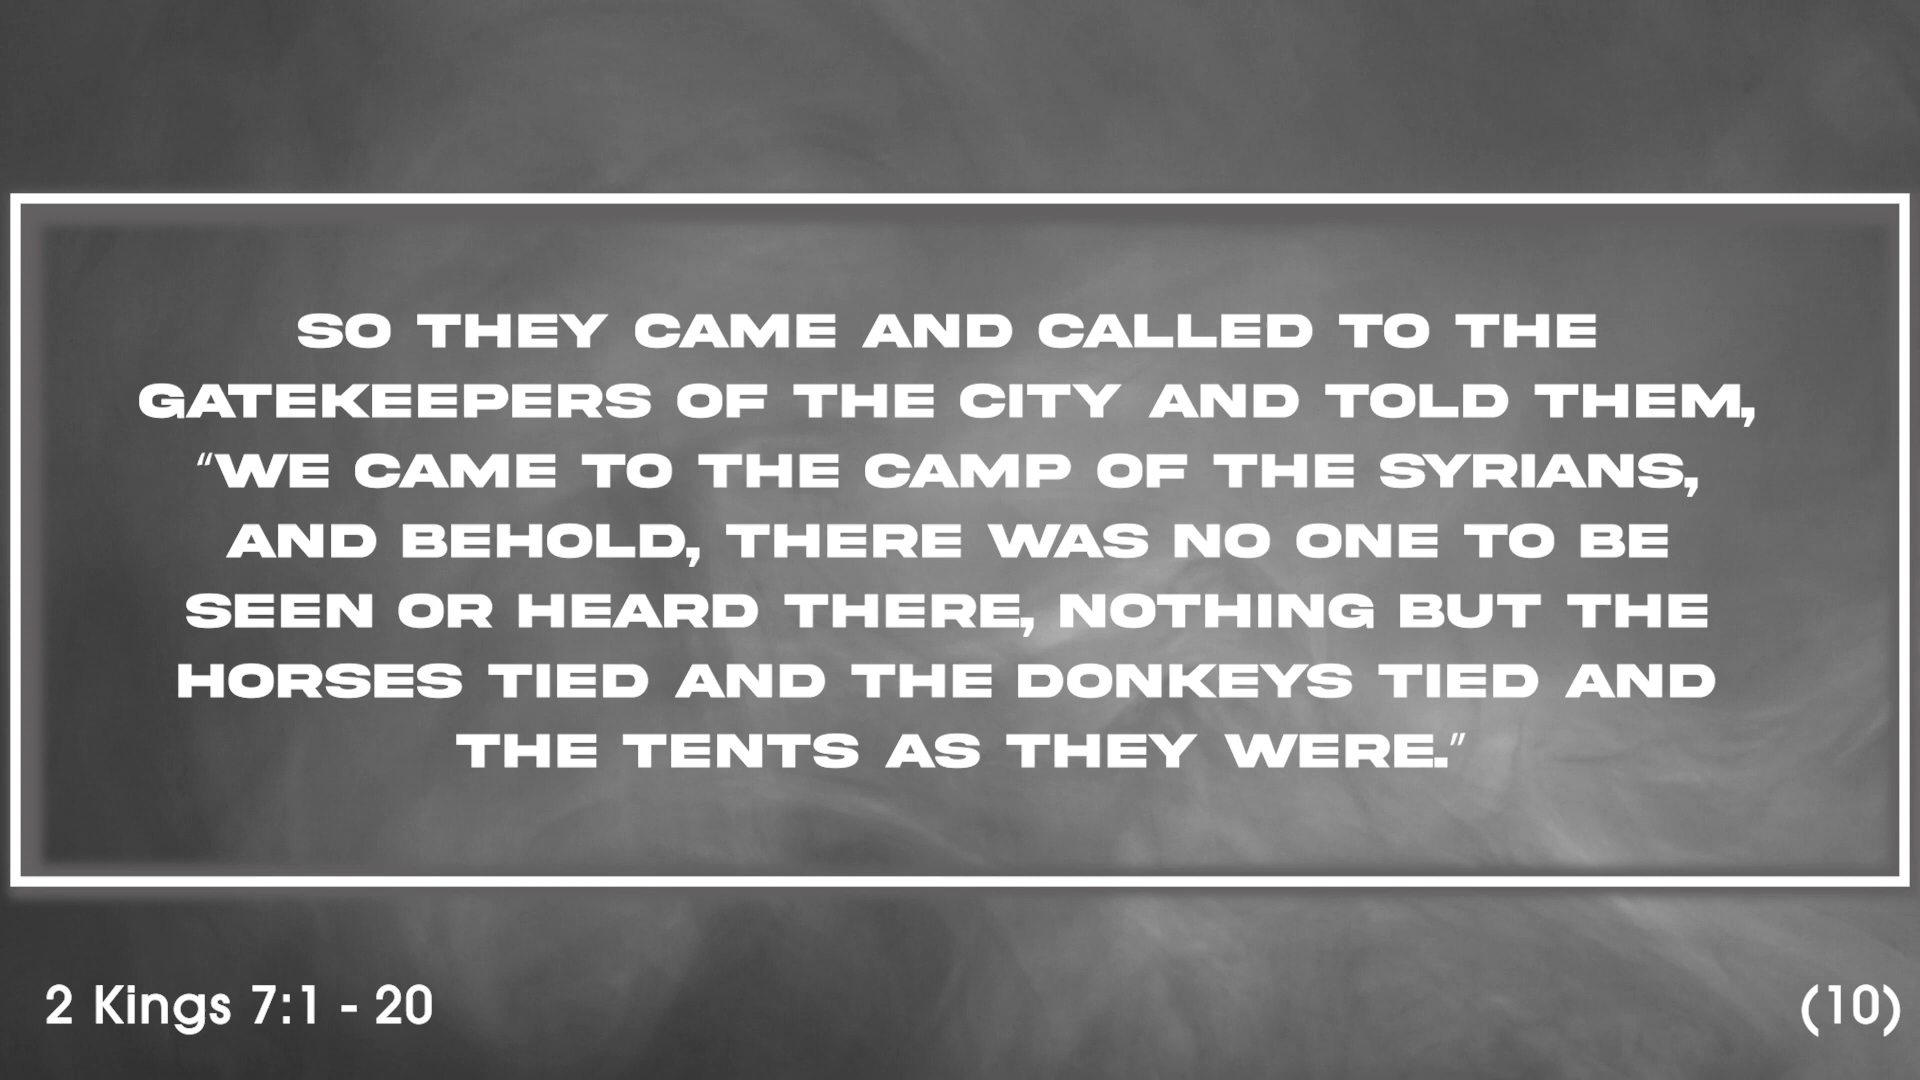 SO THEY CAME AND CALLED TO THE
GATEKEEPERS OF THE CITY AND TOLD THEM,
"WE CAME TO THE CAMP OF THE SYRIANS,
AND BEHOLD, THERE WAS NO ONE TO BE
SEEN OR HEARD THERE, NOTHING BUT THE
HORSES TIED AND THE DONKEYS TIED AND
THE TENTS AS THEY WERE."
2 Kings 7:1 - 20
(10)